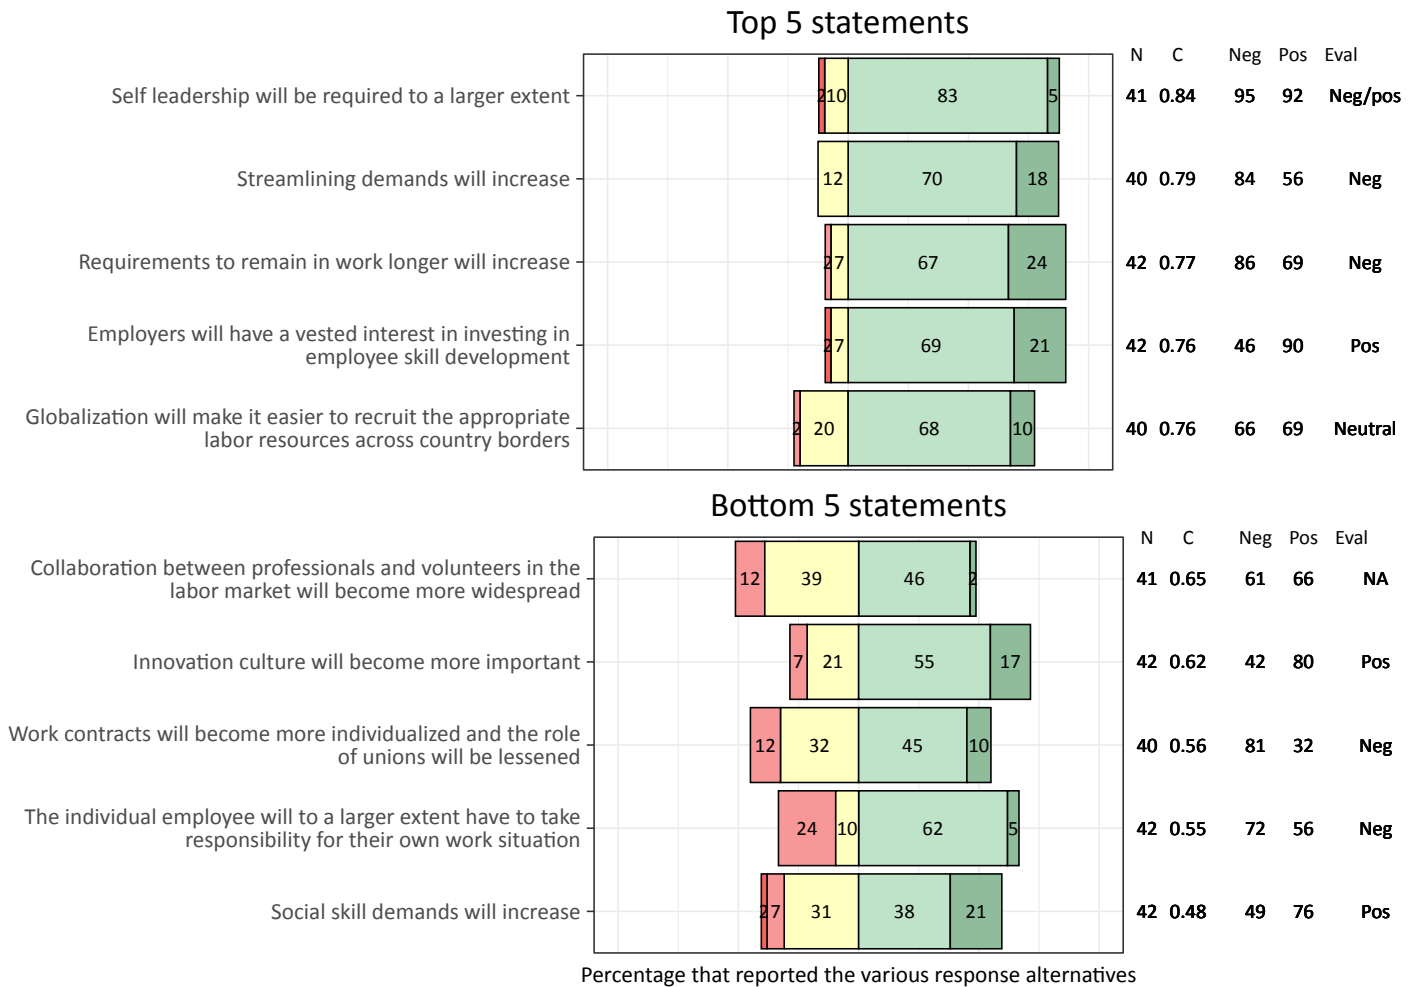 Top 5 statements
N C Neg Pos Eval
Self leadership will be required to a larger extent 2 10 83 5 41 0.84 95 92 Neg/pos
Streamlining demands will increase 12 70 18 40 0.79 84 56 Neg
Requirements to remain in work longer will increase 2 7 67 24 42 0.77 86 69 Neg
Employers will have a vested interest in investing in
employee skill development 2 7 69 21 42 0.76 46 90 Pos
Globalization will make it easier to recruit the appropriate
labor resources across country borders 2 20 68 10 40 0.76 66 69 Neutral
Bottom 5 statements
N C Neg Pos Eval
Collaboration between professionals and volunteers in the
labor market will become more widespread 12 39 46 2 41 0.65 61 66 NA
Innovation culture will become more important 7 21 55 17 42 0.62 42 80 Pos
Work contracts will become more individualized and the role
of unions will be lessened 12 32 45 10 40 0.56 81 32 Neg
The individual employee will to a larger extent have to take
responsibility for their own work situation 24 10 62 5 42 0.55 72 56 Neg
Social skill demands will increase 2 7 31 38 21 42 0.48 49 76 Pos
Percentage that reported the various response alternatives